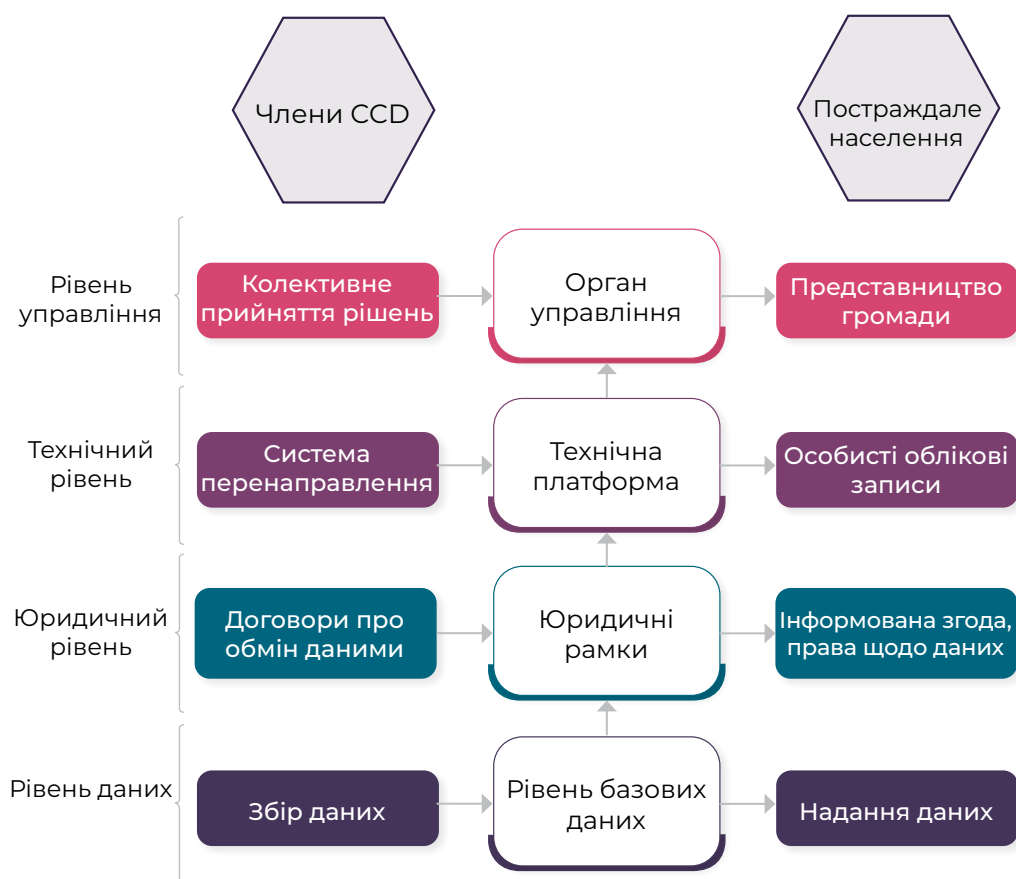 Члени CCD
Постраждале
населення
Рівень
управління
Колективне
прийняття рішень
Орган
управління
Представництво
громади
Технічний
рівень
Система
перенаправлення
Технічна
платформа
Особисті облікові
записи
Юридичний
рівень
Договори про
обмін даними
Юридичні
рамки
Інформована згода,
права щодо даних
Рівень даних
Збір даних
Рівень базових
даних
Надання даних